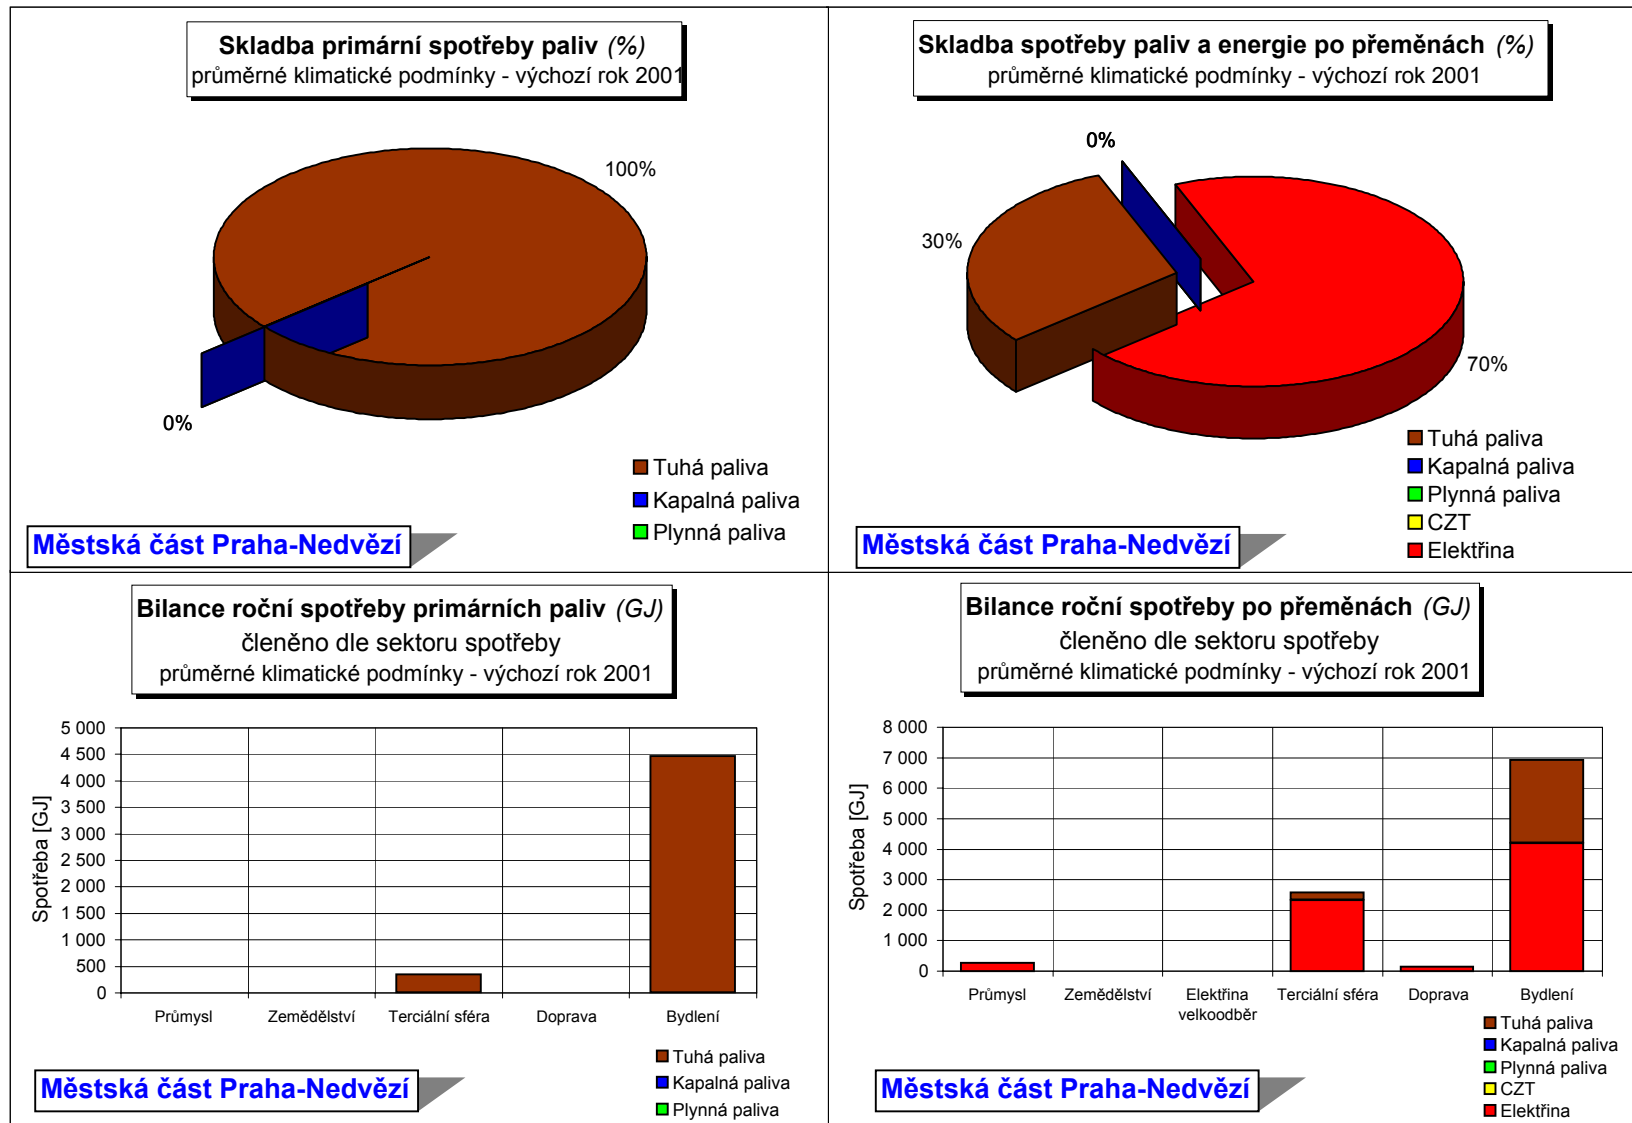 Skladba primární spotřeby paliv (%)
průměrné klimatické podmínky - výchozí rok 2001
100%
0%
Tuhá paliva
Kapalná paliva
Plynná paliva
Městská část Praha-Nedvězí
Skladba spotřeby paliv a energie po přeměnách (%)
průměrné klimatické podmínky - výchozí rok 2001
0%
30%
70%
Tuhá paliva
Kapalná paliva
Plynná paliva
CZT
Elektřina
Městská část Praha-Nedvězí
Bilance roční spotřeby primárních paliv (GJ)
členěno dle sektoru spotřeby
průměrné klimatické podmínky - výchozí rok 2001
Spotřeba [GJ]
5 000
4 500
4 000
3 500
3 000
2 500
2 000
1 500
1 000
500
0
Průmysl
Zemědělství
Terciální sféra
Doprava
Bydlení
Tuhá paliva
Kapalná paliva
Plynná paliva
Městská část Praha-Nedvězí
Bilance roční spotřeby po přeměnách (GJ)
členěno dle sektoru spotřeby
průměrné klimatické podmínky - výchozí rok 2001
Spotřeba [GJ]
8 000
7 000
6 000
5 000
4 000
3 000
2 000
1 000
0
Průmysl
Zemědělství
Elektřina
velkoodběr
Terciální sféra
Doprava
Bydlení
Tuhá paliva
Kapalná paliva
Plynná paliva
CZT
Elektřina
Městská část Praha-Nedvězí